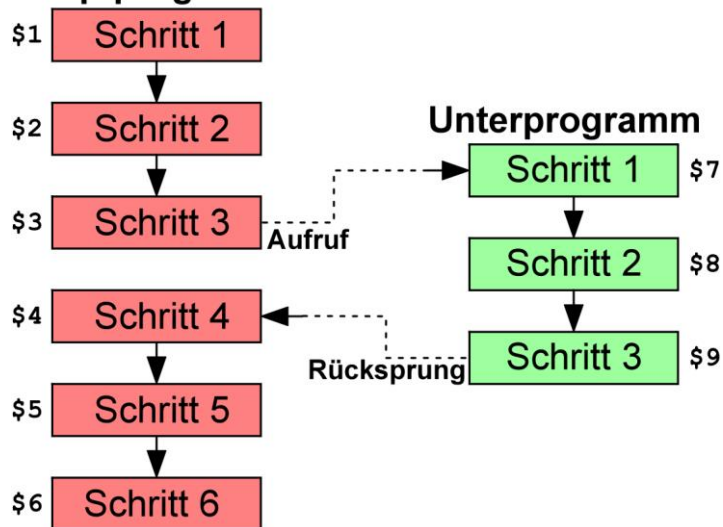 $1 Schritt 1
$2 Schritt 2
$3 Schritt 3
Aufruf
$4 Schritt 4
$5 Schritt 5
$6 Schritt 6
Unterprogramm
Schritt 1 $7
Schritt 2 $8
Schritt 3 $9
Rücksprung